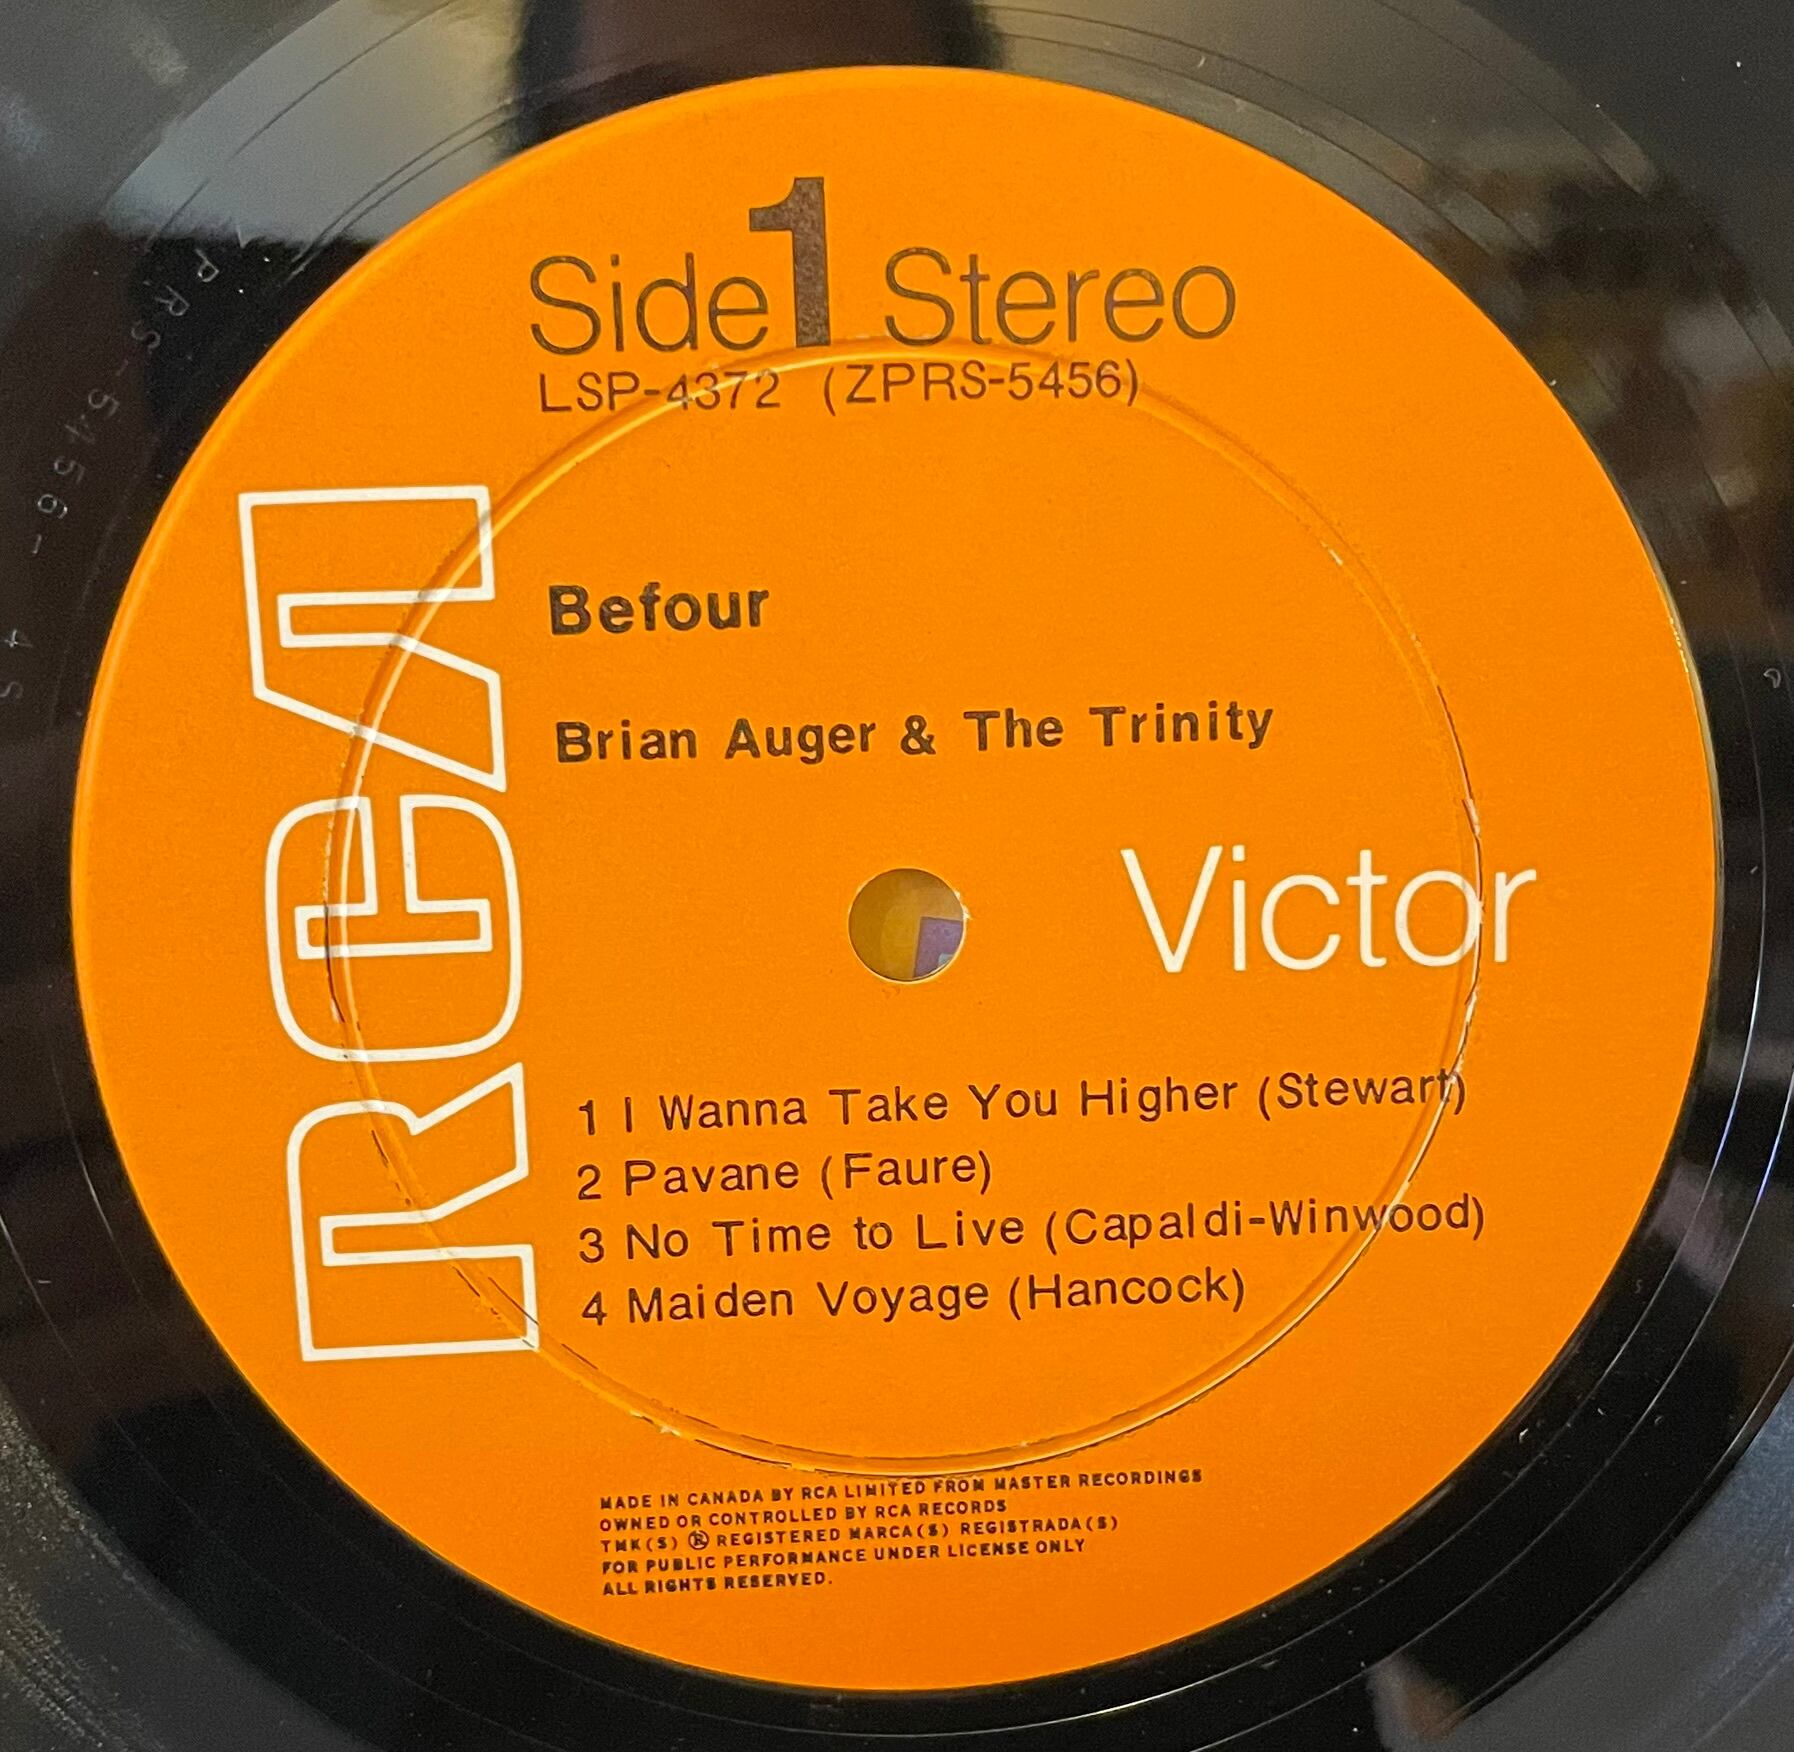 Side 1 Stereo
LSP-4372 (ZPRS-5456)
RCA
Befour
Brian Auger & The Trinity
Victor
1 I Wanna Take You Higher (Stewart)
2 Pavane (Faure)
3 No Time to Live (Capaldi-Winwood)
4 Maiden Voyage (Hancock)
MADE IN CANADA BY RCA LIMITED FROM MASTER RECORDINGS
OWNED OR CONTROLLED BY RCA RECORDS
TMK(S) ® REGISTERED MARCA(S) REGISTRADA(S)
FOR PUBLIC PERFORMANCE UNDER LICENSE ONLY
ALL RIGHTS RESERVED.
PRS-5456-4S